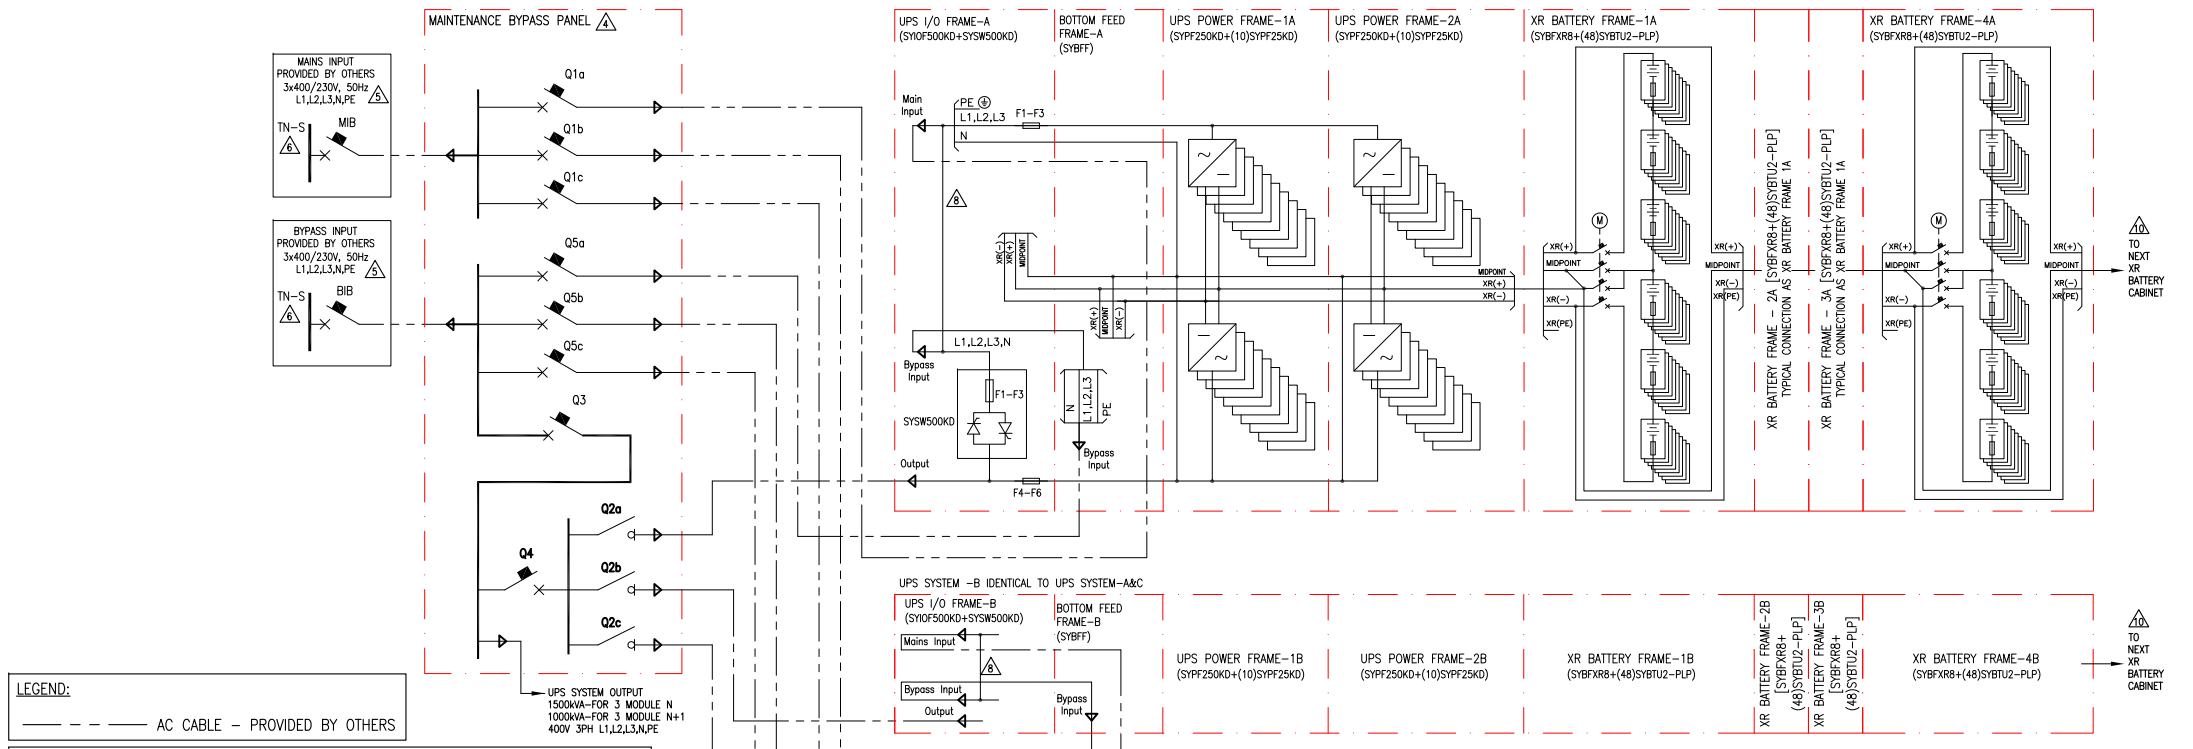 MAINTENANCE BYPASS PANEL 4
MAINS INPUT
PROVIDED BY OTHERS
3x400/230V, 50Hz
L1,L2,L3,N,PE 5
TN-S
6
MIB
BYPASS INPUT
PROVIDED BY OTHERS
3x400/230V, 50Hz
L1,L2,L3,N,PE 5
TN-S
6
BIB
Q1a
Q1b
Q1c
Q5a
Q5b
Q5c
Q3
Q2a
Q4
Q2b
Q2c
UPS SYSTEM OUTPUT
1500kVA-FOR 3 MODULE N
1000kVA-FOR 3 MODULE N+1
400V 3PH L1,L2,L3,N,PE
LEGEND:
AC CABLE - PROVIDED BY OTHERS
UPS I/O FRAME-A
(SYIOF500KD+SYSW500KD)
BOTTOM FEED
FRAME-A
(SYBFF)
UPS POWER FRAME-1A
(SYPF250KD+(10)SYPF25KD)
UPS POWER FRAME-2A
(SYPF250KD+(10)SYPF25KD)
XR BATTERY FRAME-1A
(SYBFXR8+(48)SYBTU2-PLP)
XR BATTERY FRAME-4A
(SYBFXR8+(48)SYBTU2-PLP)
Main
Input
PE
L1,L2,L3
N
F1-F3
8
XR(-)
XR(+)
MIDPOINT
XR(+)
MIDPOINT
XR(-)
L1,L2,L3,N
Bypass
Input
F1-F3
SYSW500KD
N
L1,L2,L3
PE
Bypass
Input
Output
F4-F6
MIDPOINT
XR(+)
XR(-)
M
XR(+)
MIDPOINT
XR(-)
XR(PE)
XR(+)
MIDPOINT
XR(-)
XR(PE)
XR BATTERY FRAME - 2A [SYBFXR8+(48)SYBTU2-PLP]
TYPICAL CONNECTION AS XR BATTERY FRAME 1A
XR BATTERY FRAME - 3A [SYBFXR8+(48)SYBTU2-PLP]
TYPICAL CONNECTION AS XR BATTERY FRAME 1A
M
XR(+)
MIDPOINT
XR(-)
XR(PE)
XR(+)
MIDPOINT
XR(-)
XR(PE)
10
TO
NEXT
XR
BATTERY
CABINET
UPS SYSTEM -B IDENTICAL TO UPS SYSTEM-A&C
UPS I/O FRAME-B
(SYIOF500KD+SYSW500KD)
BOTTOM FEED
FRAME-B
(SYBFF)
Mains Input
8
Bypass Input
Output
Bypass
Input
UPS POWER FRAME-1B
(SYPF250KD+(10)SYPF25KD)
UPS POWER FRAME-2B
(SYPF250KD+(10)SYPF25KD)
XR BATTERY FRAME-1B
(SYBFXR8+(48)SYBTU2-PLP)
XR BATTERY FRAME-2B
[SYBFXR8+
(48)SYBTU2-PLP]
XR BATTERY FRAME-3B
[SYBFXR8+
(48)SYBTU2-PLP]
XR BATTERY FRAME-4B
(SYBFXR8+(48)SYBTU2-PLP)
10
TO
NEXT
XR
BATTERY
CABINET